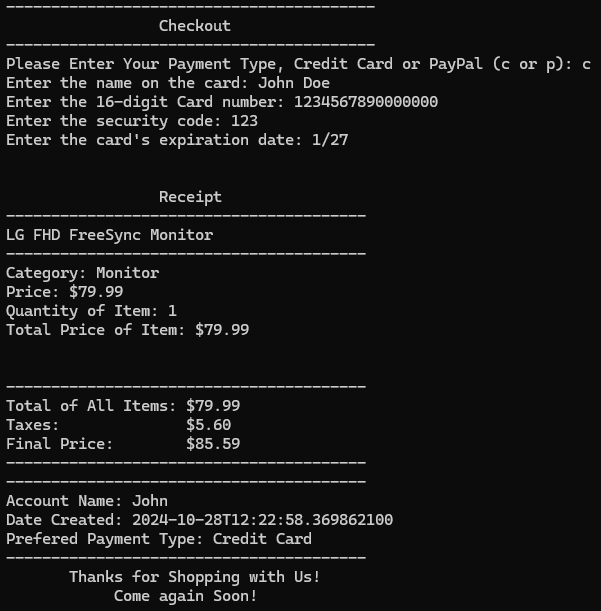 -----------------------------------------
Checkout
-----------------------------------------
Please Enter Your Payment Type, Credit Card or PayPal (c or p): c
Enter the name on the card: John Doe
Enter the 16-digit Card number: 1234567890000000
Enter the security code: 123
Enter the card's expiration date: 1/27
Receipt
----------------------------------------
LG FHD FreeSync Monitor
----------------------------------------
Category: Monitor
Price: $79.99
Quantity of Item: 1
Total Price of Item: $79.99
----------------------------------------
Total of All Items: $79.99
Taxes: $5.60
Final Price: $85.59
----------------------------------------
----------------------------------------
Account Name: John
Date Created: 2024-10-28T12:22:58.369862100
Prefered Payment Type: Credit Card
----------------------------------------
Thanks for Shopping with Us!
Come again Soon!